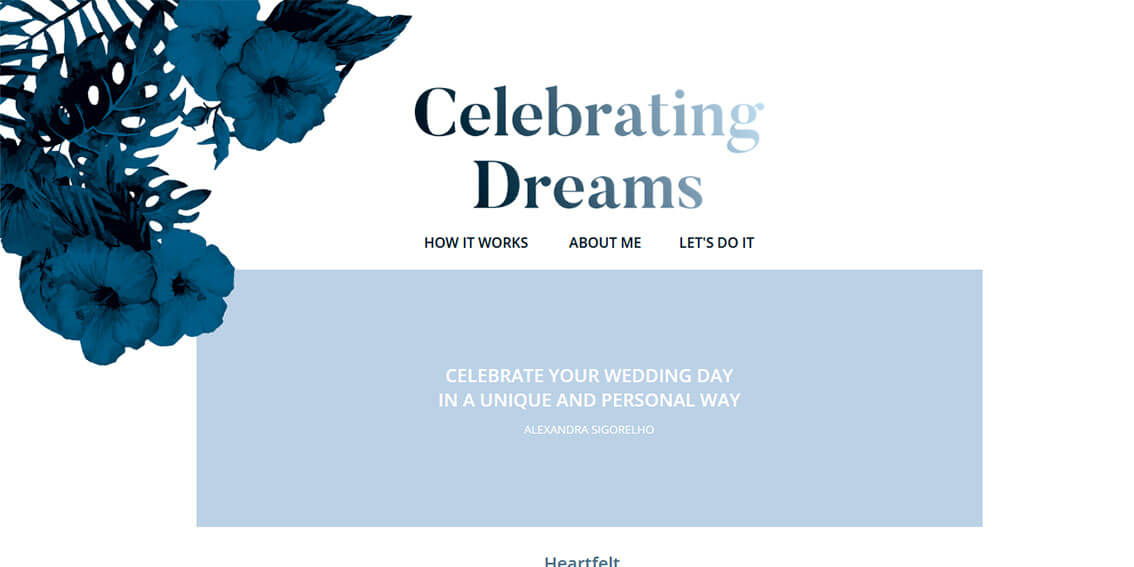 Celebrating
Dreams
HOW IT WORKS ABOUT ME LET'S DO IT
CELEBRATE YOUR WEDDING DAY
IN A UNIQUE AND PERSONAL WAY
ALEXANDRA SIGORELHO
Heartfelt